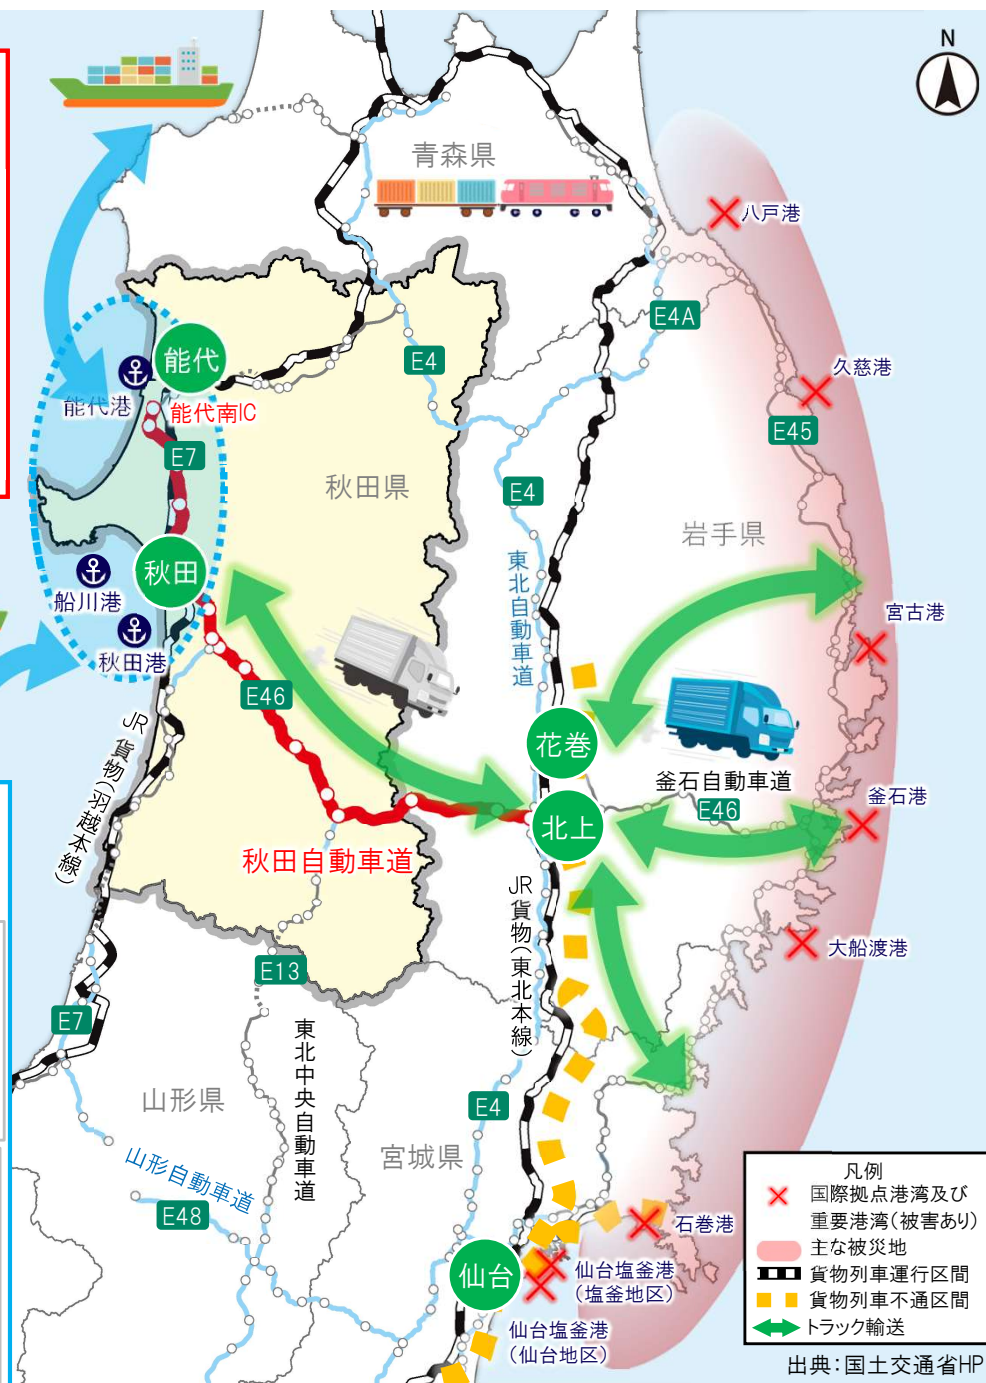 N
青森県
八戸港
E4A
能代
E4
久慈港
能代港
能代南IC
E45
E7
秋田県
E4
岩手県
東北自動車道
秋田
船川港
宮古港
秋田港
E46
JR貨物(羽越本線)
花巻
釜石自動車道
E46
釜石港
北上
秋田自動車道
JR貨物(東北本線)
大船渡港
E13
E7
東北中央自動車道
山形県
E4
宮城県
山形自動車道
E48
石巻港
仙台
仙台塩釜港
(塩釜地区)
仙台塩釜港
(仙台地区)
凡例
国際拠点港湾及び
重要港湾(被害あり)
主な被災地
貨物列車運行区間
貨物列車不通区間
トラック輸送
出典:国土交通省HP